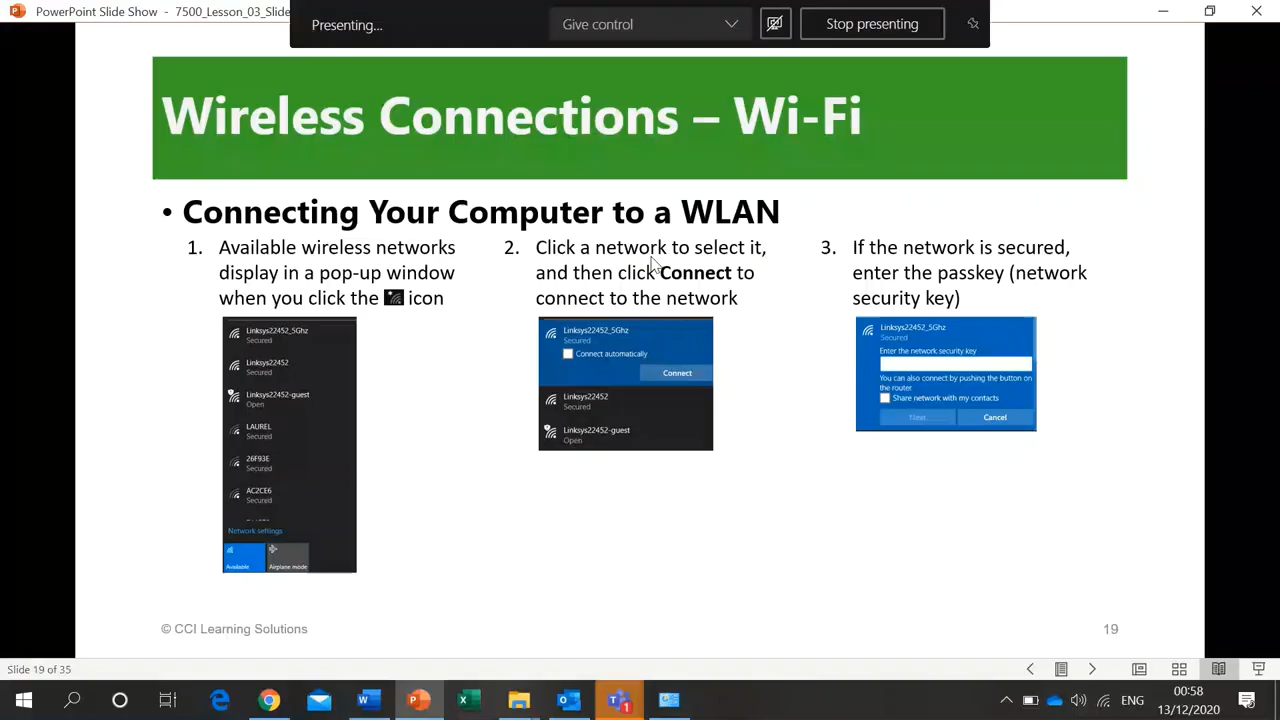 PowerPoint Slide Show - 7500_Lesson_03_Slide
Presenting...
Give control
Stop presenting
Wireless Connections – Wi-Fi
• Connecting Your Computer to a WLAN
1. Available wireless networks
display in a pop-up window
when you click the icon
Linksys22452_5Ghz
Secured
Linksys22452
Secured
Linksys22452-guest
Open
LAUREL
Secured
26F93E
Secured
AC2CE6
Secured
Network settings
Available
Airplane mode
2. Click a network to select it,
and then click Connect to
connect to the network
Linksys22452_5Ghz
Secured
Connect automatically
Connect
Linksys22452
Secured
Linksys22452-guest
Open
3. If the network is secured,
enter the passkey (network
security key)
Linksys22452_5Ghz
Secured
Enter the network security key
You can also connect by pushing the button on
the router
Share network with my contacts
Next
Cancel
© CCI Learning Solutions
19
Slide 19 of 35
1
ENG
00:58
13/12/2020